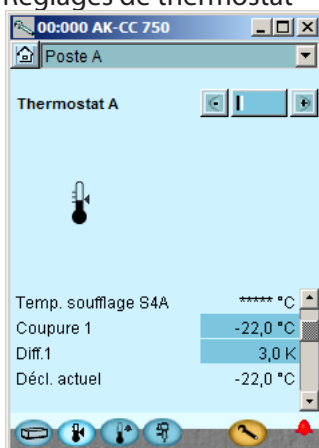 Réglages de thermostat
00:000 AK-CC 750
Poste A
Thermostat A
Temp. soufflage S4A ***** °C
Coupure 1 -22,0 °C
Diff.1 3,0 K
Décl. actuel -22,0 °C